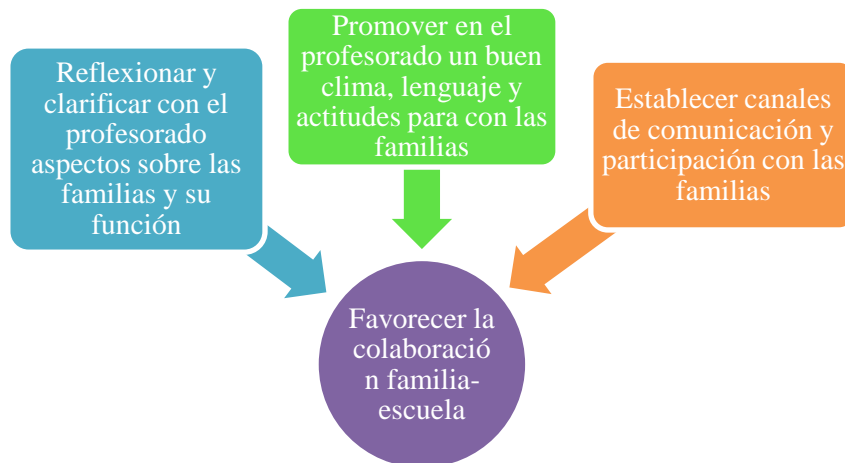 Reflexionar y
clarificar con el
profesorado
aspectos sobre las
familias y su
función
Promover en el
profesorado un buen
clima, lenguaje y
actitudes para con las
familias
Establecer canales
de comunicación y
participación con las
familias
Favorecer la
colaboració
n familia-
escuela